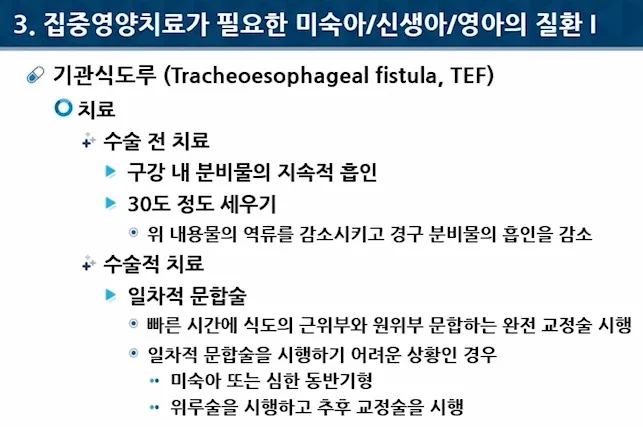 3. 집중영양치료가 필요한 미숙아/신생아/영아의 질환 I
기관식도루 (Tracheoesophageal fistula, TEF)
치료
수술 전 치료
구강 내 분비물의 지속적 흡인
30도 정도 세우기
위 내용물의 역류를 감소시키고 경구 분비물의 흡인을 감소
수술적 치료
일차적 문합술
빠른 시간에 식도의 근위부와 원위부 문합하는 완전 교정술 시행
일차적 문합술을 시행하기 어려운 상황인 경우
미숙아 또는 심한 동반기형
위루술을 시행하고 추후 교정술을 시행